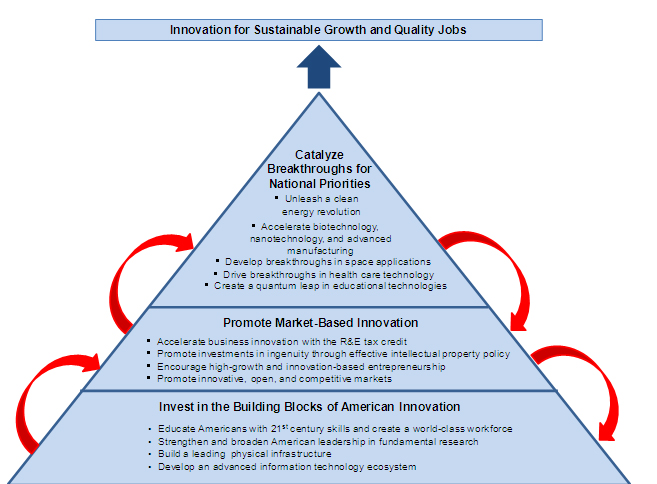 Innovation for Sustainable Growth and Quality Jobs
Catalyze
Breakthroughs for
National Priorities
▪ Unleash a clean
energy revolution
▪ Accelerate biotechnology,
nanotechnology, and advanced
manufacturing
▪ Develop breakthroughs in space applications
▪ Drive breakthroughs in health care technology
▪ Create a quantum leap in educational technologies
Promote Market-Based Innovation
▪ Accelerate business innovation with the R&E tax credit
▪ Promote investments in ingenuity through effective intellectual property policy
▪ Encourage high-growth and innovation-based entrepreneurship
▪ Promote innovative, open, and competitive markets
Invest in the Building Blocks of American Innovation
• Educate Americans with 21st century skills and create a world-class workforce
• Strengthen and broaden American leadership in fundamental research
• Build a leading physical infrastructure
• Develop an advanced information technology ecosystem